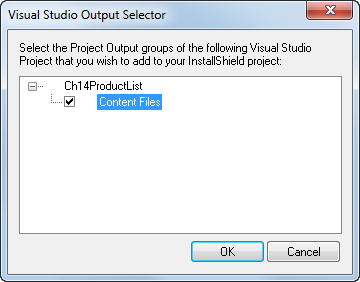 Visual Studio Output Selector
Select the Project Output groups of the following Visual Studio
Project that you wish to add to your InstallShield project:
Ch14ProductList
Content Files
OK
Cancel